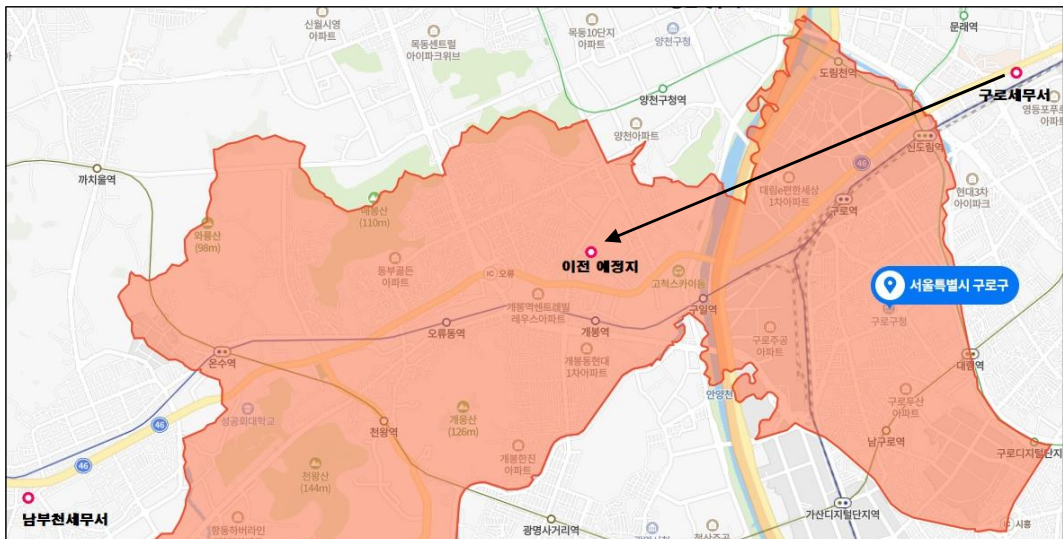 신월시영
아파트
목동센트럴
아이파크위브
목동10단지
아파트
양천구청
문래역
도림천역
구로세무서
양천구청역
영등포푸르
아파트
양천아파트
신도림역
46
까치울역
매봉산
(110m)
대림e편한세상
1차아파트
현대3차
아이파크
구로역
와룡산
(98m)
이전 예정지
동부골든
아파트
IC 오류
고척스카이돔
서울특별시 구로구
구로구청
개봉역센트레빌
레우스아파트
구일역
오류동역
개봉역
구로주공
아파트
온수역
개봉동현대
1차아파트
대림역
안양천
구로두산
아파트
46
성공회대학교
개웅산
(126m)
천왕역
남구로역
구로디지털단지
46
개봉한진
아파트
천왕산
(144m)
남부천세무서
가산디지털단지역
항동하버라인
광명사거리역
시흥